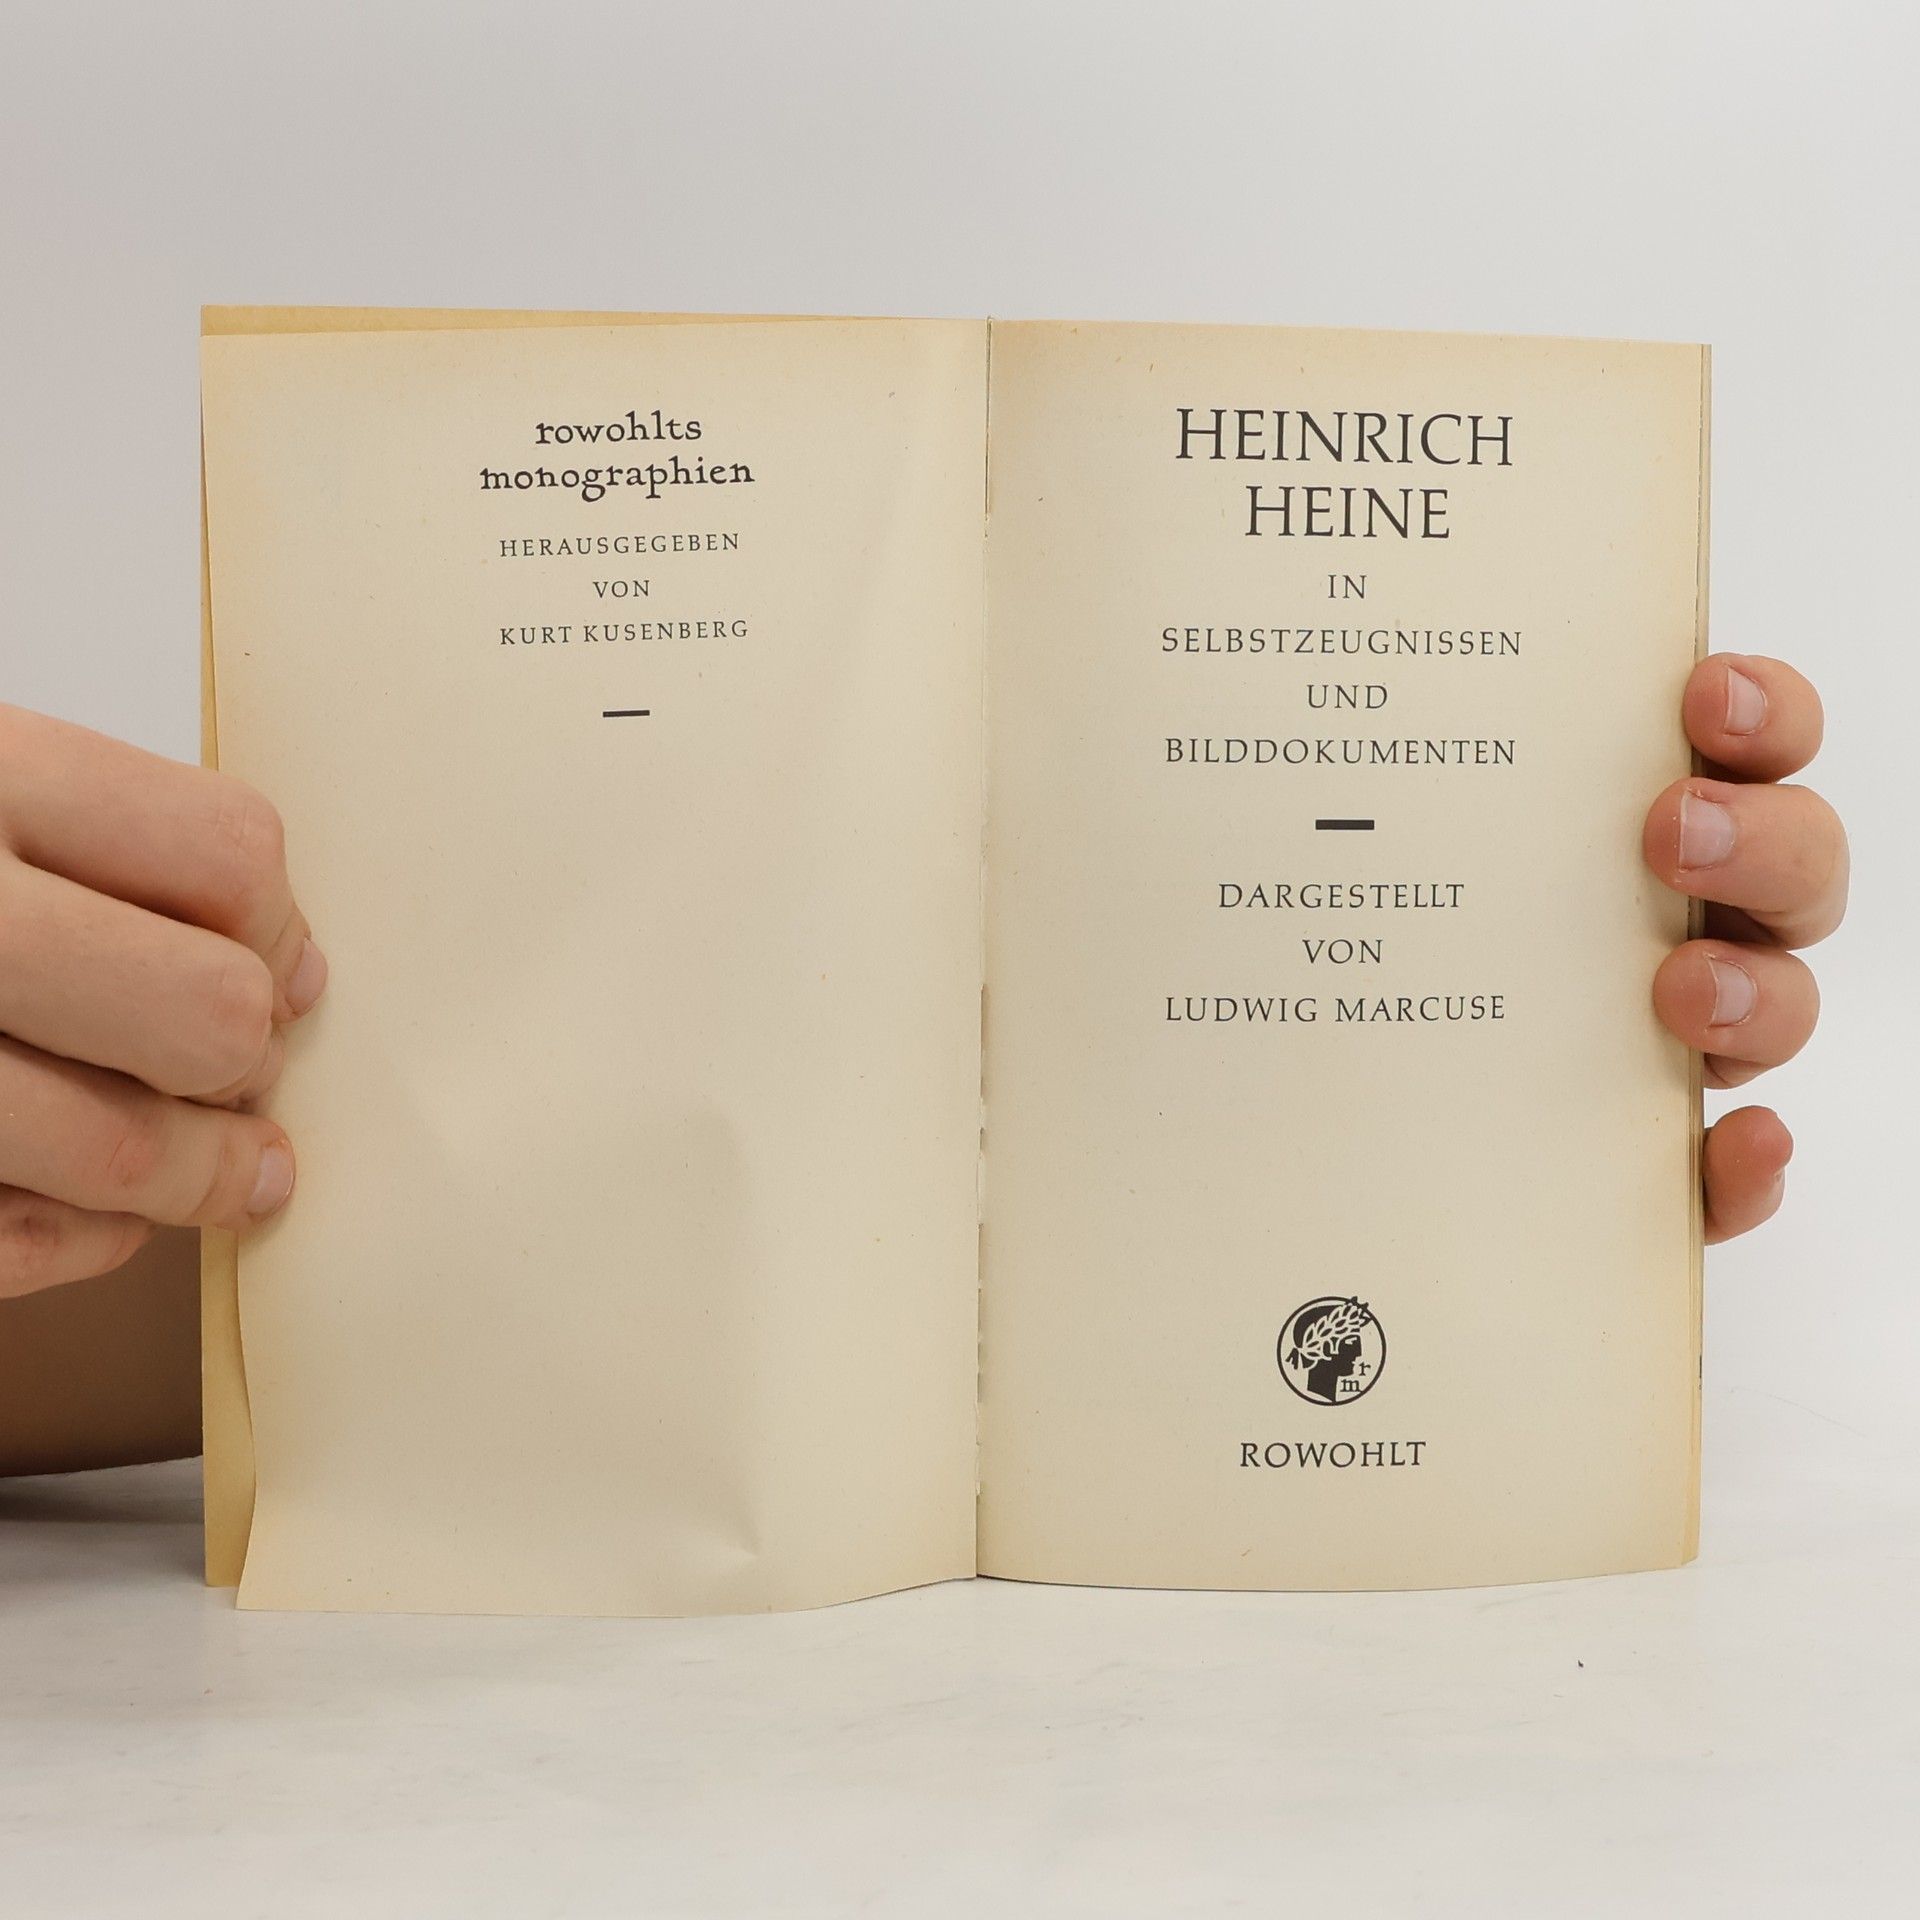 rowohlts
monographien
HERAUSGEGEBEN
VON
KURT KUSENBERG
HEINRICH
HEINE
IN
SELBSTZEUGNISSEN
UND
BILDDOKUMENTEN
DARGESTELLT
VON
LUDWIG MARCUSE
r
m
ROWOHLT